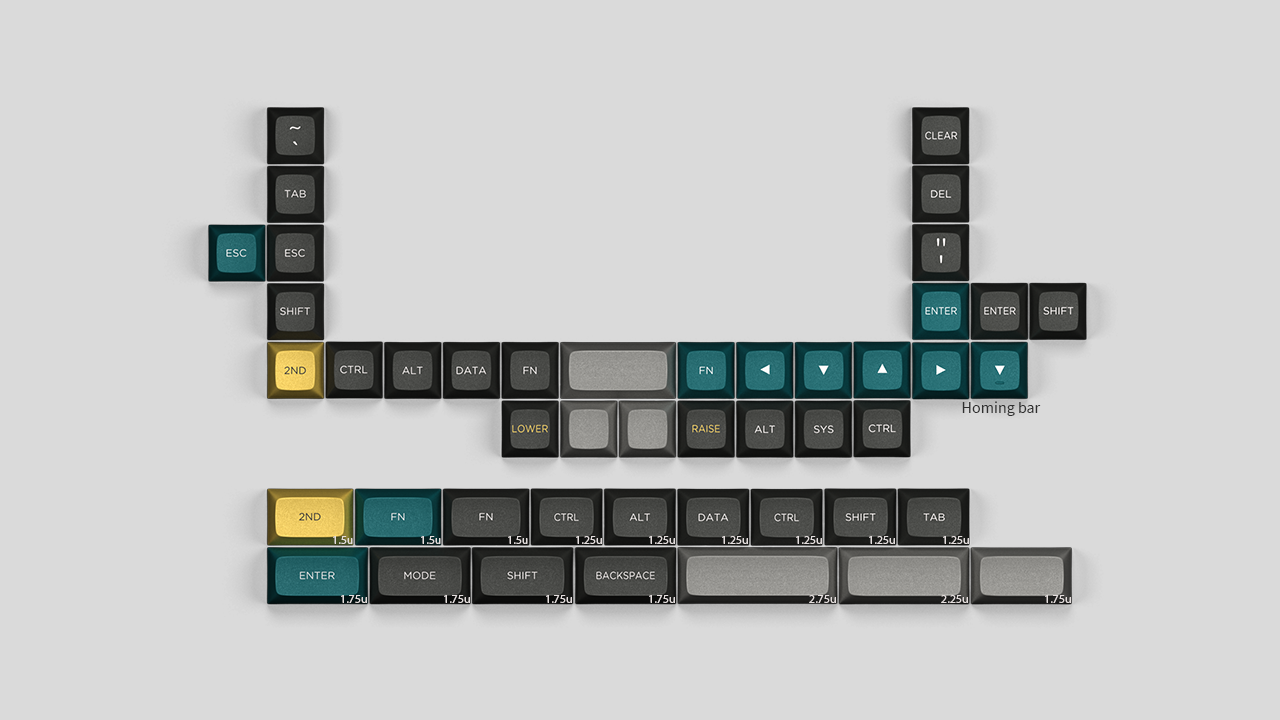 ~
`
CLEAR
TAB
DEL
ESC ESC
"
'
SHIFT
ENTER ENTER SHIFT
2ND CTRL ALT DATA FN FN ◀ ▼ ▲ ▶ ▼
Homing bar
LOWER RAISE ALT SYS CTRL
2ND FN FN CTRL ALT DATA CTRL SHIFT TAB
1.5u 1.5u 1.5u 1.25u 1.25u 1.25u 1.25u 1.25u 1.25u
ENTER MODE SHIFT BACKSPACE
1.75u 1.75u 1.75u 1.75u 2.75u 2.25u 1.75u